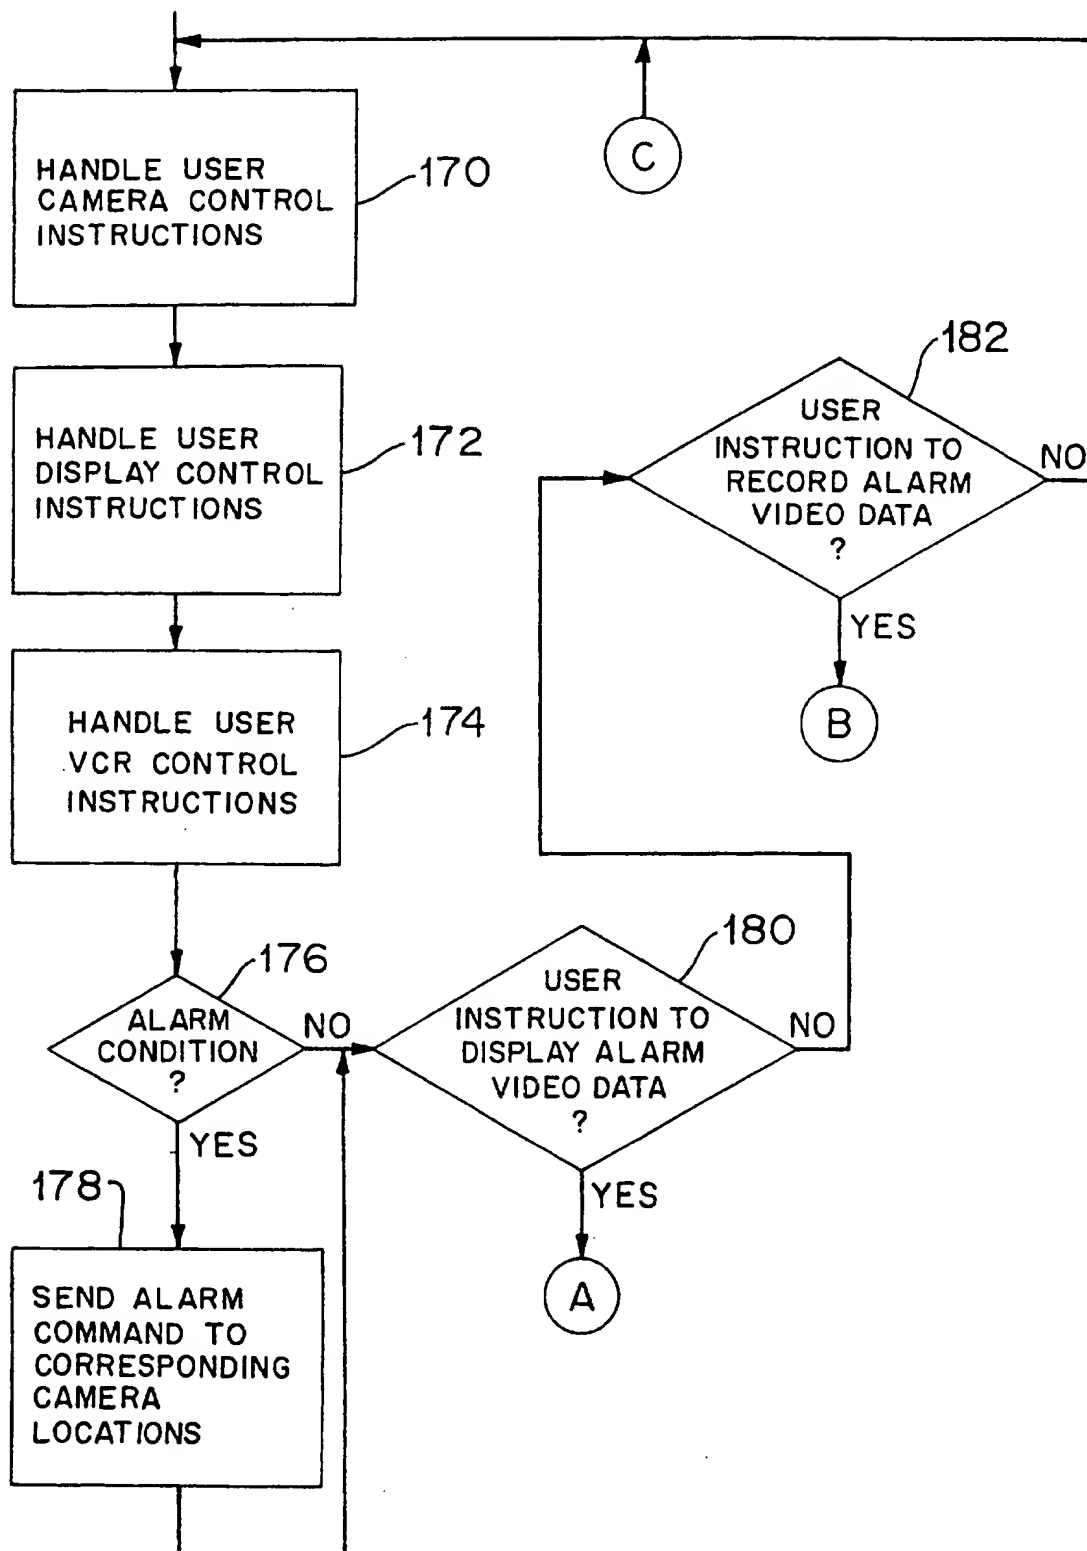 C
HANDLE USER
CAMERA CONTROL
INSTRUCTIONS
170
HANDLE USER
DISPLAY CONTROL
INSTRUCTIONS
172
HANDLE USER
VCR CONTROL
INSTRUCTIONS
174
ALARM
CONDITION
?
176
NO
YES
178
SEND ALARM
COMMAND TO
CORRESPONDING
CAMERA
LOCATIONS
USER
INSTRUCTION TO
DISPLAY ALARM
VIDEO DATA
?
180
NO
YES
A
USER
INSTRUCTION TO
RECORD ALARM
VIDEO DATA
?
182
NO
YES
B